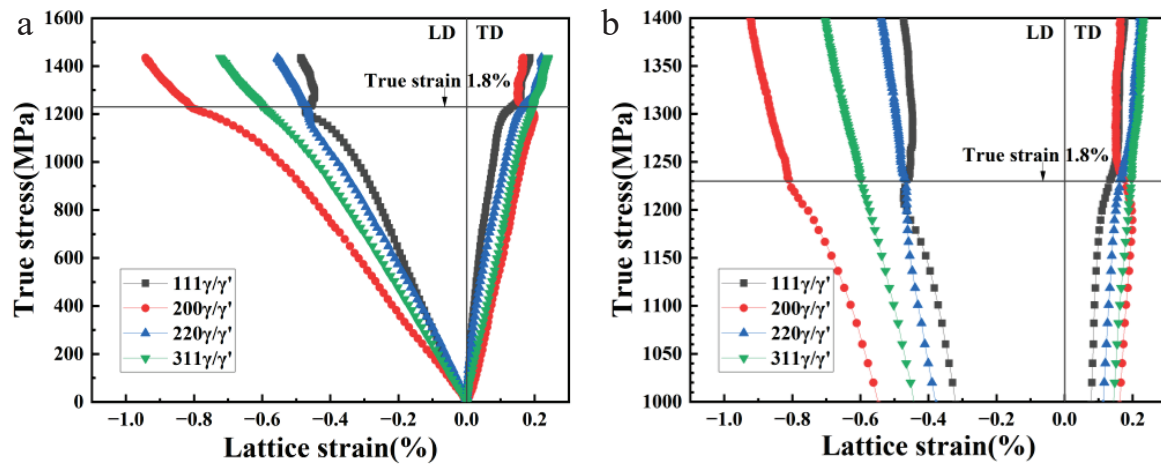 a
True stress(MPa)
1600
1400
1200
1000
800
600
400
200
0
LD TD
True strain 1.8%
111γ/γ'
200γ/γ'
220γ/γ'
311γ/γ'
−1.0 −0.8 −0.6 −0.4 −0.2 0.0 0.2
Lattice strain(%)
b
True stress(MPa)
1400
1350
1300
1250
1200
1150
1100
1050
1000
LD TD
True strain 1.8%
111γ/γ'
200γ/γ'
220γ/γ'
311γ/γ'
−1.0 −0.8 −0.6 −0.4 −0.2 0.0 0.2
Lattice strain(%)